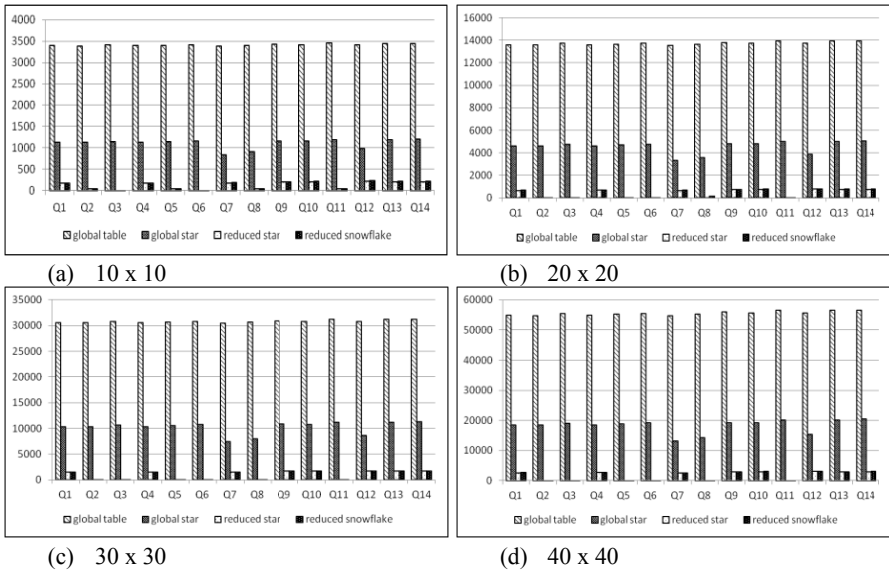 4000
3500
3000
2500
2000
1500
1000
500
0
Q1 Q2 Q3 Q4 Q5 Q6 Q7 Q8 Q9 Q10 Q11 Q12 Q13 Q14
global table global star reduced star reduced snowflake
(a) 10 x 10
16000
14000
12000
10000
8000
6000
4000
2000
0
Q1 Q2 Q3 Q4 Q5 Q6 Q7 Q8 Q9 Q10 Q11 Q12 Q13 Q14
global table global star reduced star reduced snowflake
(b) 20 x 20
35000
30000
25000
20000
15000
10000
5000
0
Q1 Q2 Q3 Q4 Q5 Q6 Q7 Q8 Q9 Q10 Q11 Q12 Q13 Q14
global table global star reduced star reduced snowflake
(c) 30 x 30
60000
50000
40000
30000
20000
10000
0
Q1 Q2 Q3 Q4 Q5 Q6 Q7 Q8 Q9 Q10 Q11 Q12 Q13 Q14
global table global star reduced star reduced snowflake
(d) 40 x 40